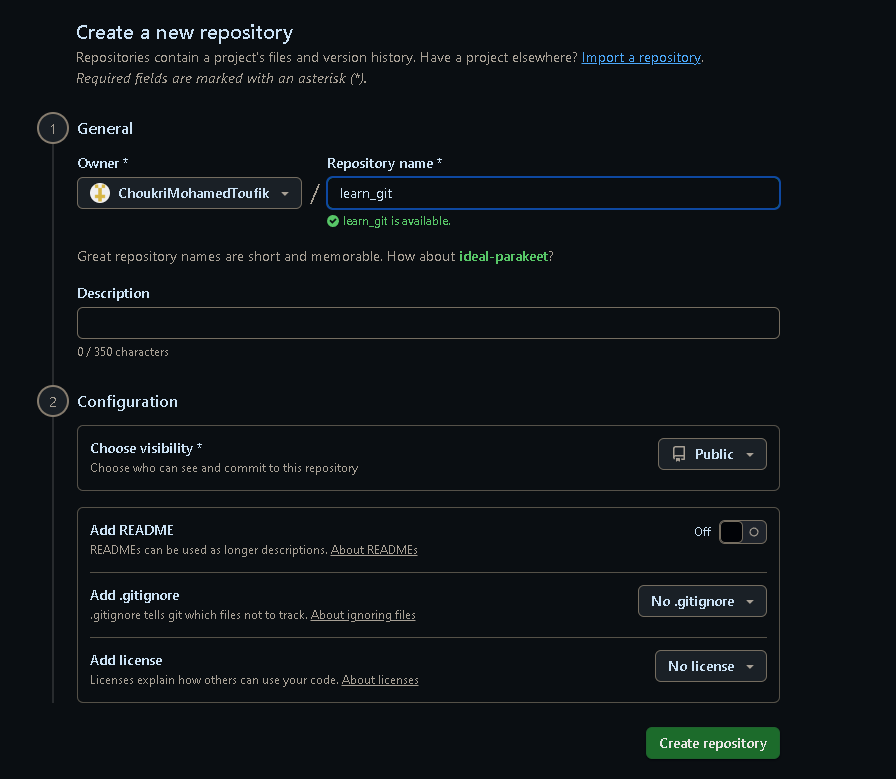 Create a new repository
Repositories contain a project's files and version history. Have a project elsewhere? Import a repository.
Required fields are marked with an asterisk (*).
1 General
Owner * Repository name *
ChoukriMohamedToufik / learn_git
learn_git is available.
Great repository names are short and memorable. How about ideal-parakeet?
Description
0 / 350 characters
2 Configuration
Choose visibility * Public
Choose who can see and commit to this repository
Add README Off
READMEs can be used as longer descriptions. About READMEs
Add .gitignore No .gitignore
.gitignore tells git which files not to track. About ignoring files
Add license No license
Licenses explain how others can use your code. About licenses
Create repository